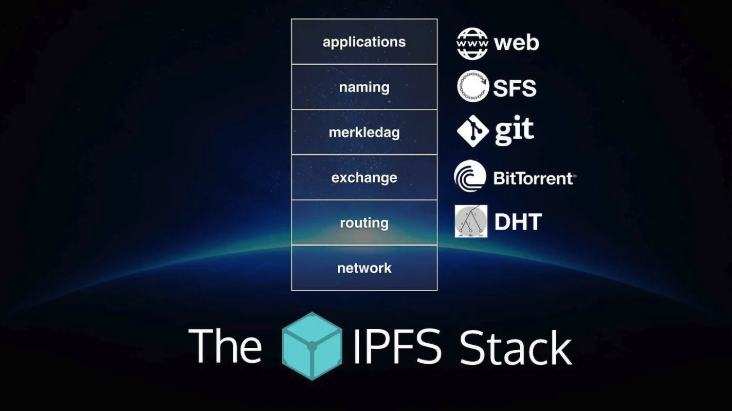 applications
www web
naming
SFS
merkledag
git
exchange
BitTorrent
routing
DHT
network
The IPFS Stack